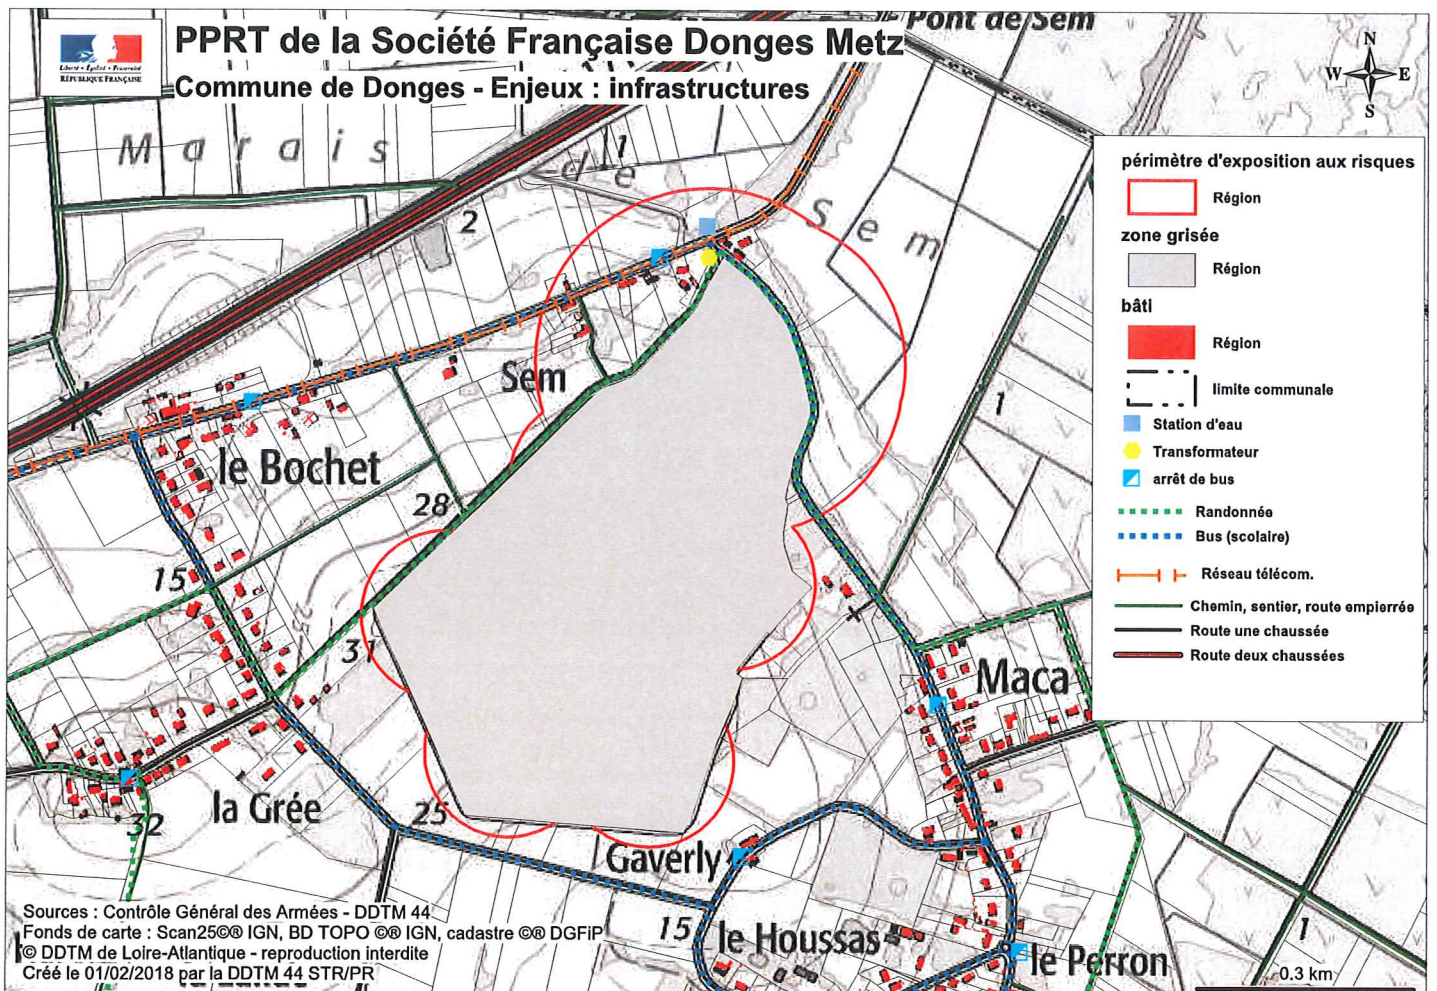 Pont de Sem
PPRT de la Société Française Donges Metz
Commune de Donges - Enjeux : infrastructures
Liberté • Égalité • Fraternité
RÉPUBLIQUE FRANÇAISE
N
W E
S
Marais
de
Sem
1
2
périmètre d'exposition aux risques
Région
zone grisée
Région
bâti
Région
limite communale
Station d'eau
Transformateur
arrêt de bus
Randonnée
Bus (scolaire)
Réseau télécom.
Chemin, sentier, route empierrée
Route une chaussée
Route deux chaussées
Sem
1
le Bochet
28
15
31
Maca
la Grée
25
32
Gaverly
15
le Houssas
le Perron
1
Sources : Contrôle Général des Armées - DDTM 44
Fonds de carte : Scan25©® IGN, BD TOPO ©® IGN, cadastre ©® DGFiP
© DDTM de Loire-Atlantique - reproduction interdite
Créé le 01/02/2018 par la DDTM 44 STR/PR
0.3 km